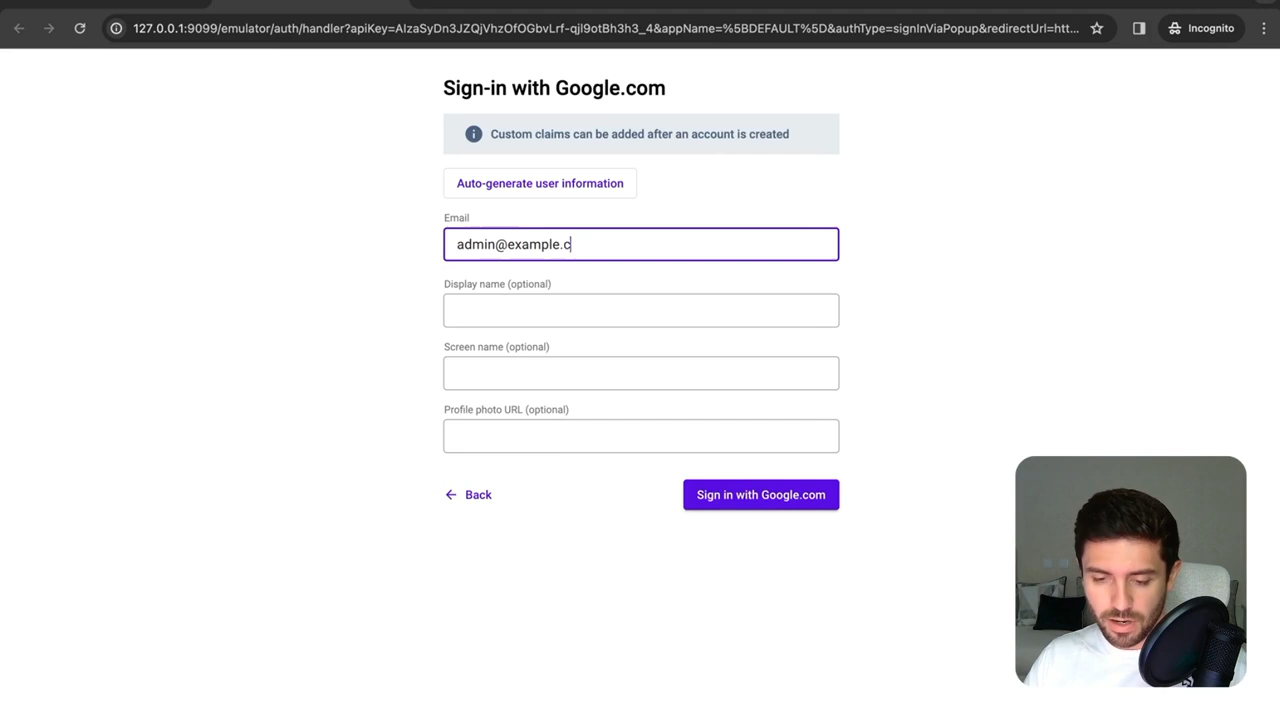 127.0.0.1:9099/emulator/auth/handler?apiKey=AIzaSyDn3JZQjVhzOfOGbvLrf-qjl9otBh3h3_4&appName=%5BDEFAULT%5D&authType=signInViaPopup&redirectUrl=htt...
Incognito
Sign-in with Google.com
Custom claims can be added after an account is created
Auto-generate user information
Email
admin@example.c
Display name (optional)
Screen name (optional)
Profile photo URL (optional)
Back
Sign in with Google.com